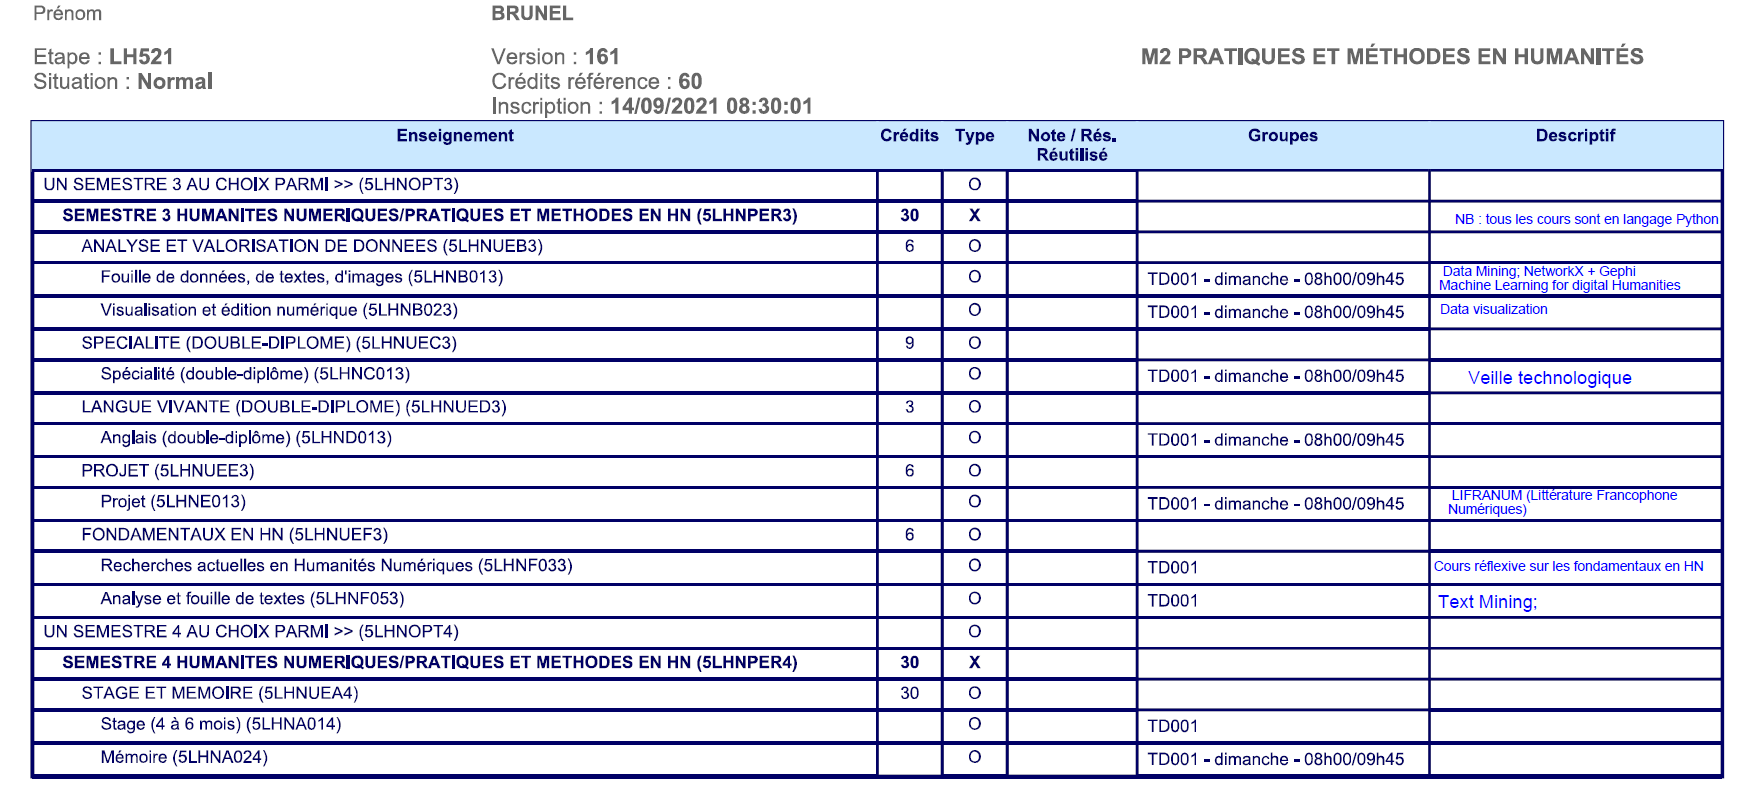 Prénom BRUNEL
Etape : LH521 Version : 161 M2 PRATIQUES ET MÉTHODES EN HUMANITÉS
Situation : Normal Crédits référence : 60
Inscription : 14/09/2021 08:30:01
Enseignement Crédits Type Note / Rés. Réutilisé Groupes Descriptif
UN SEMESTRE 3 AU CHOIX PARMI >> (5LHNOPT3) O
SEMESTRE 3 HUMANITES NUMERIQUES/PRATIQUES ET METHODES EN HN (5LHNPER3) 30 X NB : tous les cours sont en langage Python
ANALYSE ET VALORISATION DE DONNEES (5LHNUEB3) 6 O
Fouille de données, de textes, d'images (5LHNB013) O TD001 - dimanche - 08h00/09h45 Data Mining; NetworkX + Gephi
Machine Learning for digital Humanities
Visualisation et édition numérique (5LHNB023) O TD001 - dimanche - 08h00/09h45 Data visualization
SPECIALITE (DOUBLE-DIPLOME) (5LHNUEC3) 9 O
Spécialité (double-diplôme) (5LHNC013) O TD001 - dimanche - 08h00/09h45 Veille technologique
LANGUE VIVANTE (DOUBLE-DIPLOME) (5LHNUED3) 3 O
Anglais (double-diplôme) (5LHND013) O TD001 - dimanche - 08h00/09h45
PROJET (5LHNUEE3) 6 O
Projet (5LHNE013) O TD001 - dimanche - 08h00/09h45 LIFRANUM (Littérature Francophone
Numériques)
FONDAMENTAUX EN HN (5LHNUEF3) 6 O
Recherches actuelles en Humanités Numériques (5LHNF033) O TD001 Cours réflexive sur les fondamentaux en HN
Analyse et fouille de textes (5LHNF053) O TD001 Text Mining;
UN SEMESTRE 4 AU CHOIX PARMI >> (5LHNOPT4) O
SEMESTRE 4 HUMANITES NUMERIQUES/PRATIQUES ET METHODES EN HN (5LHNPER4) 30 X
STAGE ET MEMOIRE (5LHNUEA4) 30 O
Stage (4 à 6 mois) (5LHNA014) O TD001
Mémoire (5LHNA024) O TD001 - dimanche - 08h00/09h45